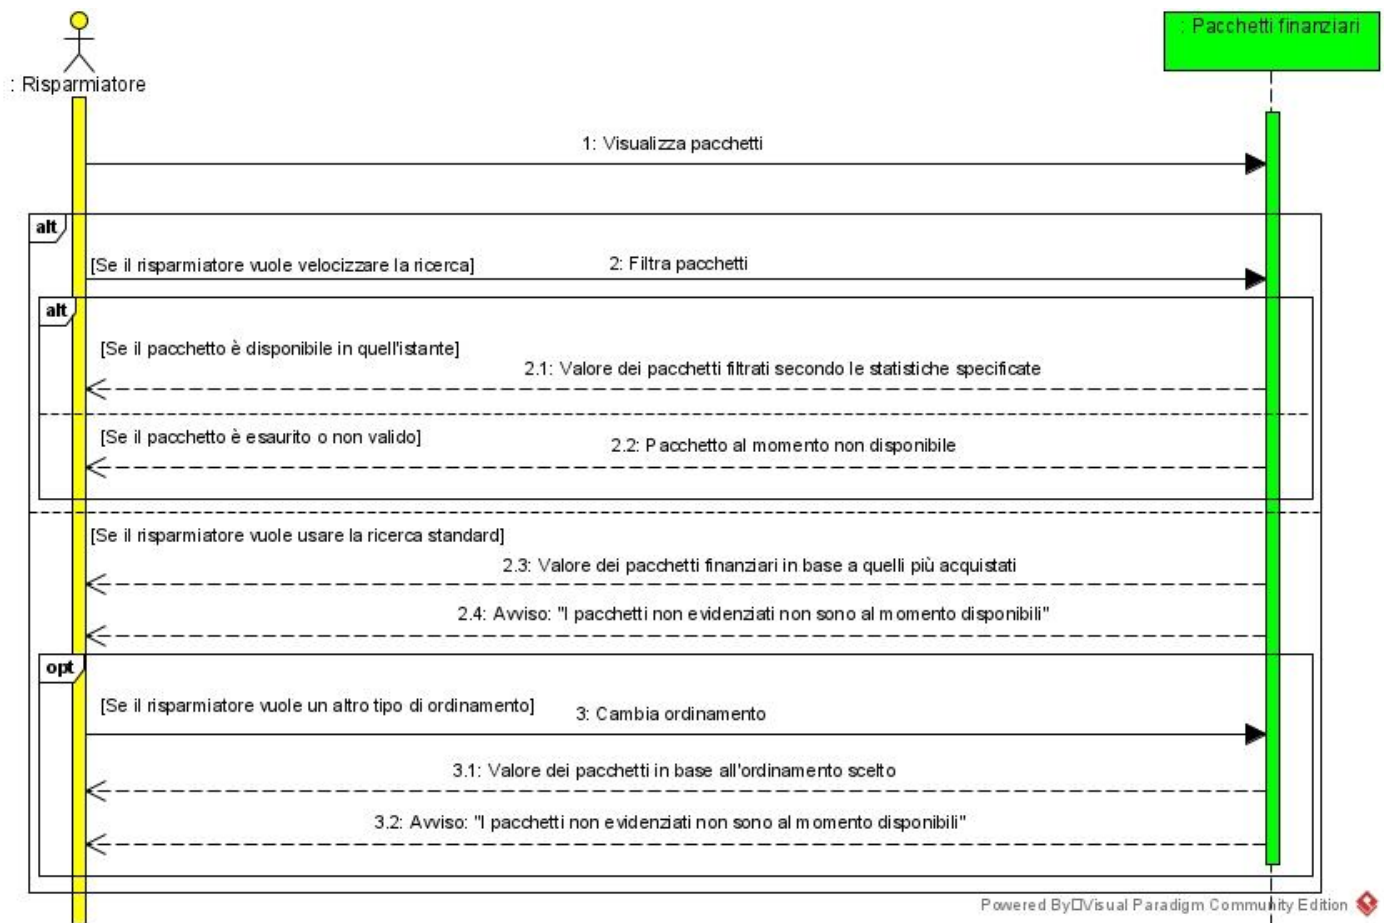 : Pacchetti finanziari
: Risparmiatore
1: Visualizza pacchetti
alt
[Se il risparmiatore vuole velocizzare la ricerca]
2: Filtra pacchetti
alt
[Se il pacchetto è disponibile in quell'istante]
2.1: Valore dei pacchetti filtrati secondo le statistiche specificate
[Se il pacchetto è esaurito o non valido]
2.2: Pacchetto al momento non disponibile
[Se il risparmiatore vuole usare la ricerca standard]
2.3: Valore dei pacchetti finanziari in base a quelli più acquistati
2.4: Avviso: "I pacchetti non evidenziati non sono al momento disponibili"
opt
[Se il risparmiatore vuole un altro tipo di ordinamento]
3: Cambia ordinamento
3.1: Valore dei pacchetti in base all'ordinamento scelto
3.2: Avviso: "I pacchetti non evidenziati non sono al momento disponibili"
Powered By□Visual Paradigm Community Edition